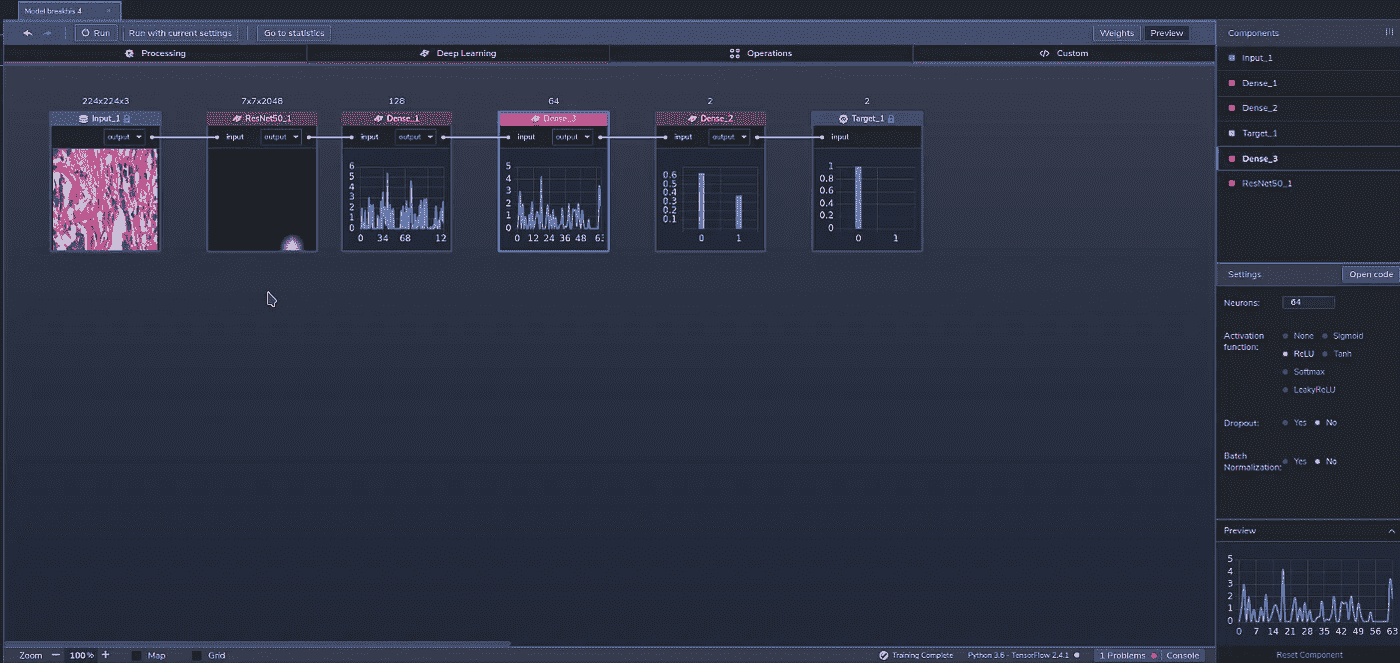 Model breakhis 4
Run
Run with current settings
Go to statistics
Weights
Preview
Processing
Deep Learning
Operations
Custom
224x224x3
7x7x2048
128
64
2
2
Input_1
ResNet50_1
Dense_1
Dense_3
Dense_2
Target_1
output
input output
input output
input output
input output
input
6
5
4
3
2
1
0
0 34 68 12
5
4
3
2
1
0
0 12 24 36 48 63
0.6
0.5
0.4
0.3
0.2
0.1
0 1
1
0.8
0.6
0.4
0.2
0
0 1
Components
Input_1
Dense_1
Dense_2
Target_1
Dense_3
ResNet50_1
Settings
Open code
Neurons: 64
Activation function:
None Sigmoid
ReLU Tanh
Softmax
LeakyReLU
Dropout: Yes No
Batch Normalization: Yes No
Preview
5
4
3
2
1
0
0 7 14 21 28 35 42 49 56 63
Reset Component
Zoom − 100% +
Map
Grid
Training Complete
Python 3.6 - TensorFlow 2.4.1
1 Problems
Console